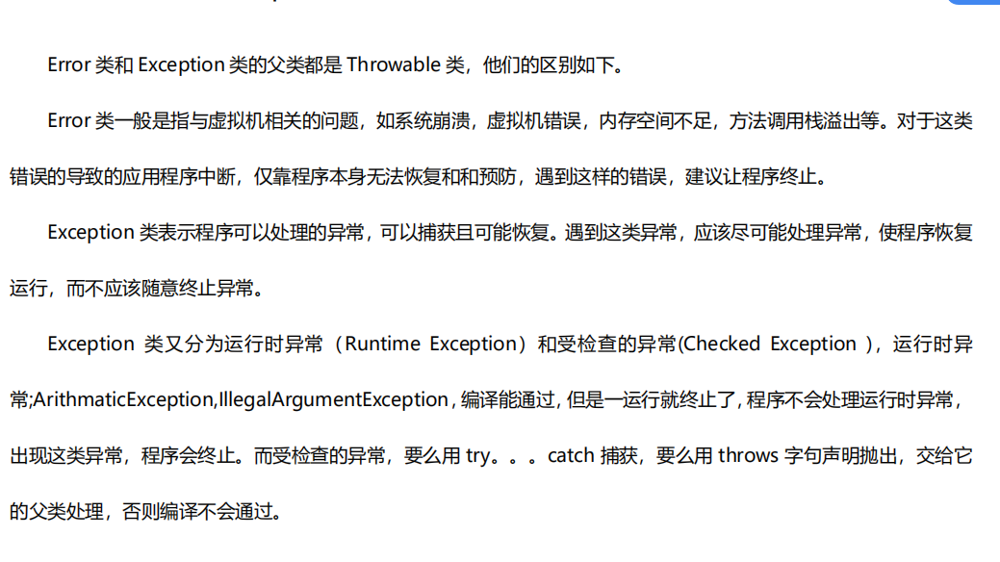 Error 类和 Exception 类的父类都是 Throwable 类，他们的区别如下。
Error 类一般是指与虚拟机相关的问题，如系统崩溃，虚拟机错误，内存空间不足，方法调用栈溢出等。对于这类
错误的导致的应用程序中断，仅靠程序本身无法恢复和和预防，遇到这样的错误，建议让程序终止。
Exception 类表示程序可以处理的异常，可以捕获且可能恢复。遇到这类异常，应该尽可能处理异常，使程序恢复
运行，而不应该随意终止异常。
Exception 类又分为运行时异常（Runtime Exception）和受检查的异常(Checked Exception )，运行时异
常;ArithmaticException,IllegalArgumentException，编译能通过，但是一运行就终止了，程序不会处理运行时异常，
出现这类异常，程序会终止。而受检查的异常，要么用 try。。。catch 捕获，要么用 throws 字句声明抛出，交给它
的父类处理，否则编译不会通过。